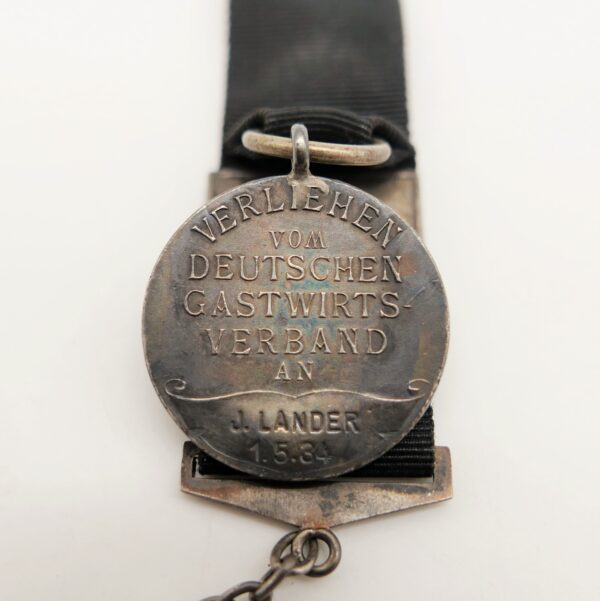 VERLIEHEN
VOM
DEUTSCHEN
GASTWIRTS-
VERBAND
AN
J. LANDER
1.5.34